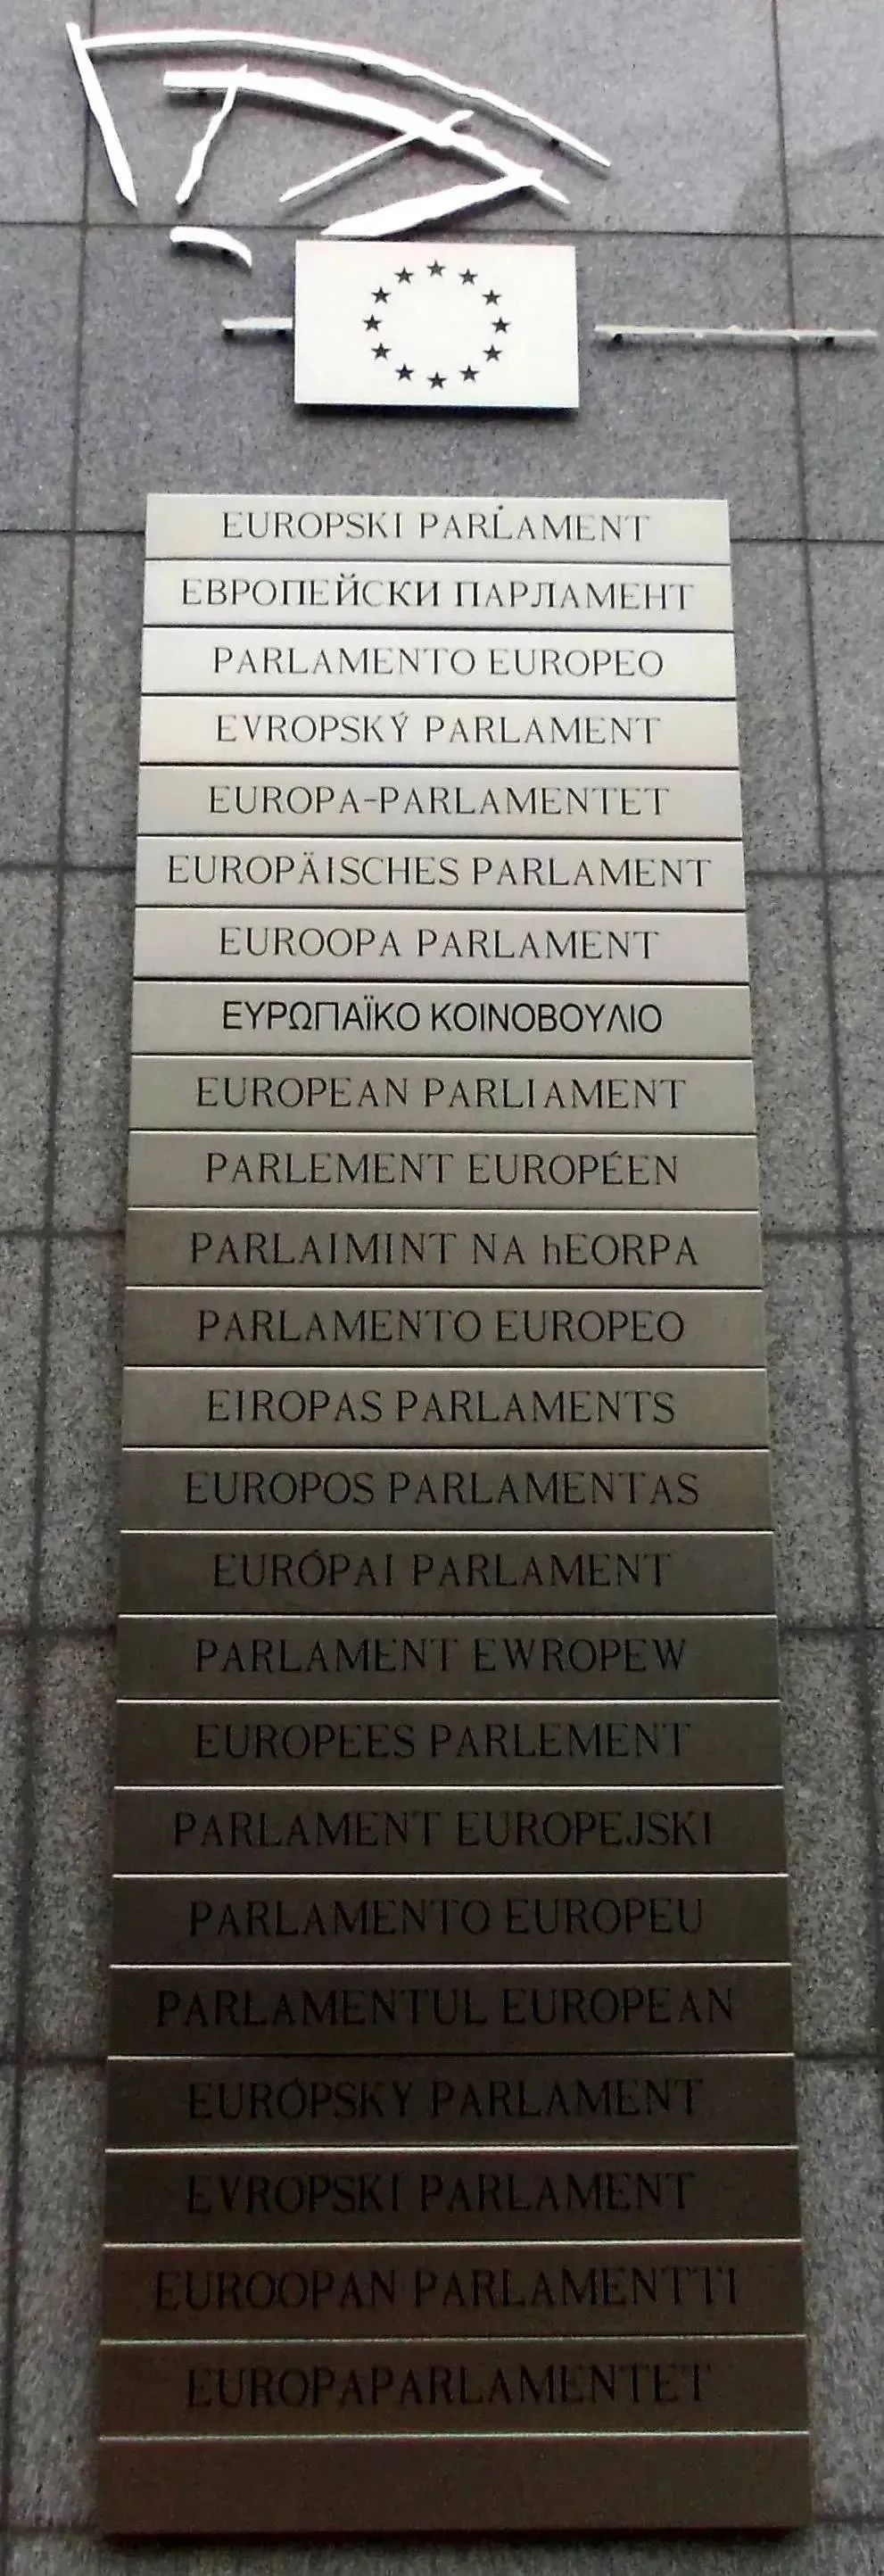 EUROPSKI PARLAMENT
ЕВРОПЕЙСКИ ПАРЛАМЕНТ
PARLAMENTO EUROPEO
EVROPSKÝ PARLAMENT
EUROPA-PARLAMENTET
EUROPÄISCHES PARLAMENT
EUROOPA PARLAMENT
ΕΥΡΩΠΑΪΚΟ ΚΟΙΝΟΒΟΥΛΙΟ
EUROPEAN PARLIAMENT
PARLEMENT EUROPÉEN
PARLAIMINT NA hEORPA
PARLAMENTO EUROPEO
EIROPAS PARLAMENTS
EUROPOS PARLAMENTAS
EURÓPAI PARLAMENT
PARLAMENT EWROPEW
EUROPEES PARLEMENT
PARLAMENT EUROPEJSKI
PARLAMENTO EUROPEU
PARLAMENTUL EUROPEAN
EURÓPSKY PARLAMENT
EVROPSKI PARLAMENT
EUROOPAN PARLAMENTTI
EUROPAPARLAMENTET